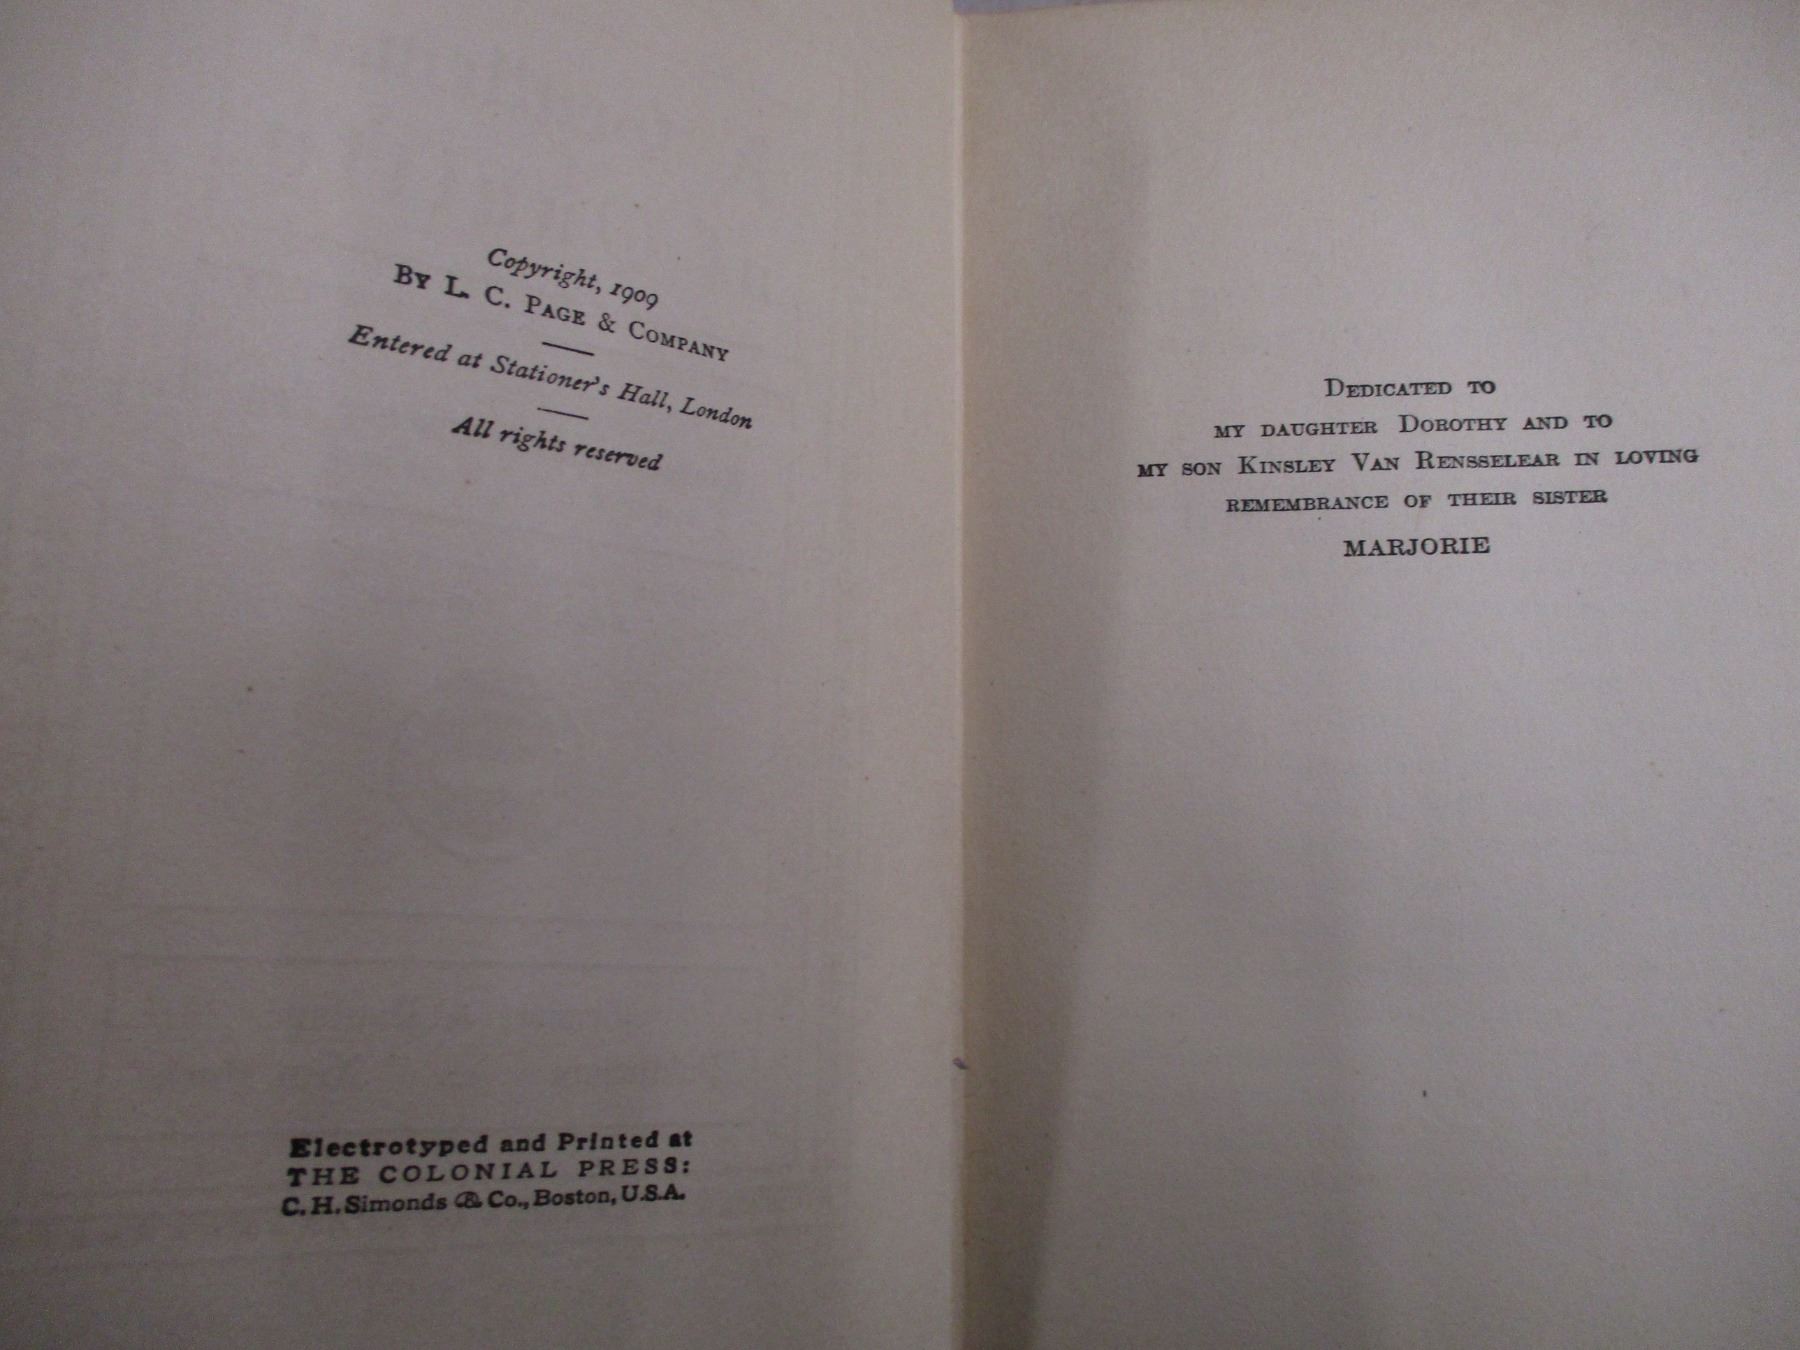 Copyright, 1909
By L. C. Page & Company
Entered at Stationer's Hall, London
All rights reserved
Electrotyped and Printed at
THE COLONIAL PRESS:
C. H. Simonds & Co., Boston, U.S.A.
Dedicated to
my daughter Dorothy and to
my son Kinsley Van Rensselear in loving
remembrance of their sister
MARJORIE